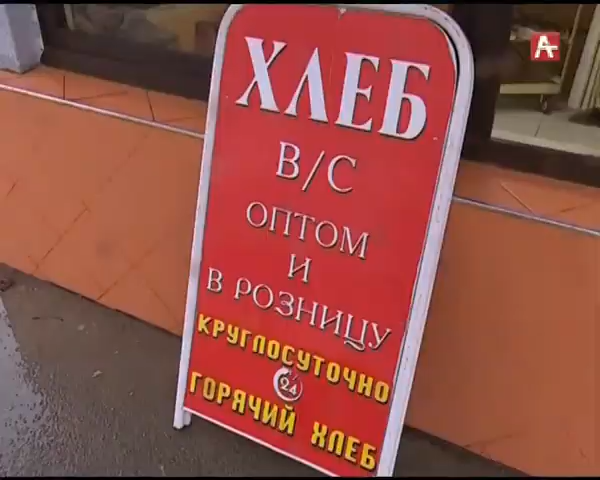 ХЛЕБ
В/С
ОПТОМ
И
В РОЗНИЦУ
КРУГЛОСУТОЧНО
24
ГОРЯЧИЙ ХЛЕБ
А